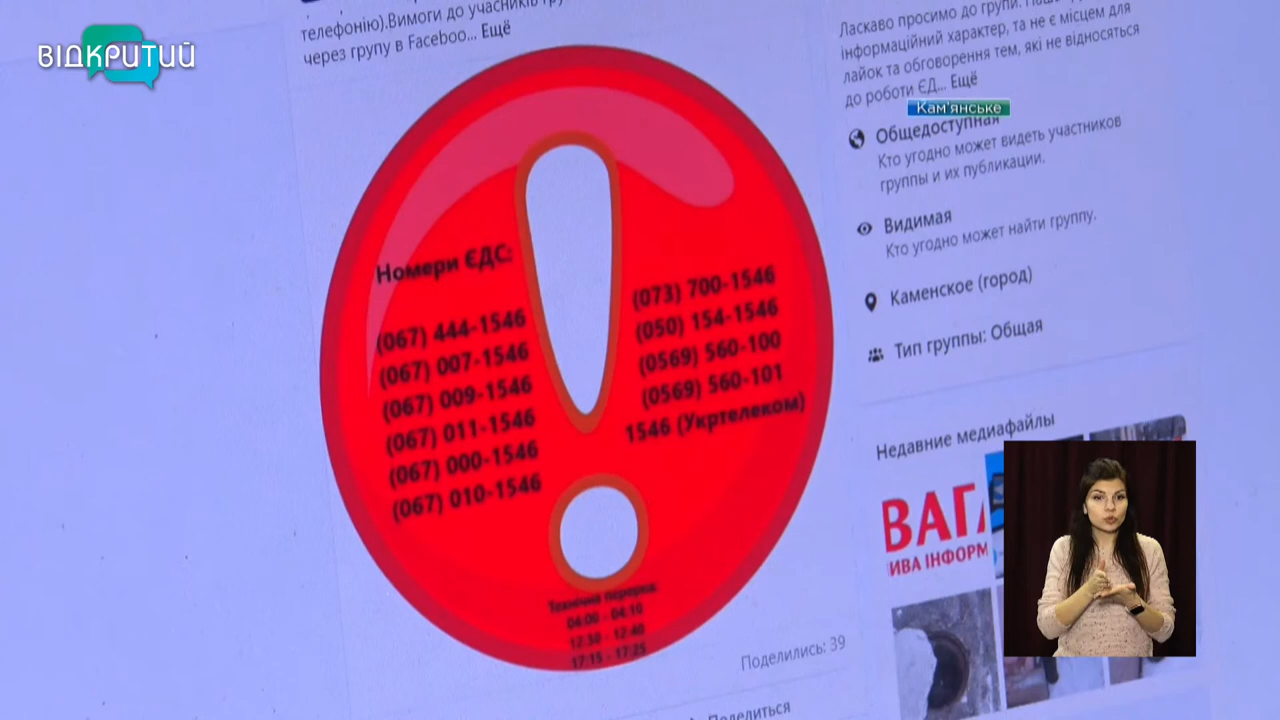 ВІДКРИТИЙ
телефонію).Вимоги до учасників
через групу в Faceboo... Ещё
Номери ЄДС:
(067) 444-1546
(067) 007-1546
(067) 009-1546
(067) 011-1546
(067) 000-1546
(067) 010-1546
(073) 700-1546
(050) 154-1546
(0569) 560-100
(0569) 560-101
1546 (Укртелеком)
Технічна перерва:
04:00 - 04:10
12:30 - 12:40
17:15 - 17:25
Поделились: 39
Поделиться
Ласкаво просимо до групи.
інформаційний характер, та не є місцем для
лайок та обговорення тем, які не відносяться
до роботи ЄД... Ещё
Кам'янське
Общедоступная
Кто угодно может видеть участников
группы и их публикации.
Видимая
Кто угодно может найти группу.
Каменское (город)
Тип группы: Общая
Недавние медиафайлы
ВАГА
ИВА ІНФОРМ